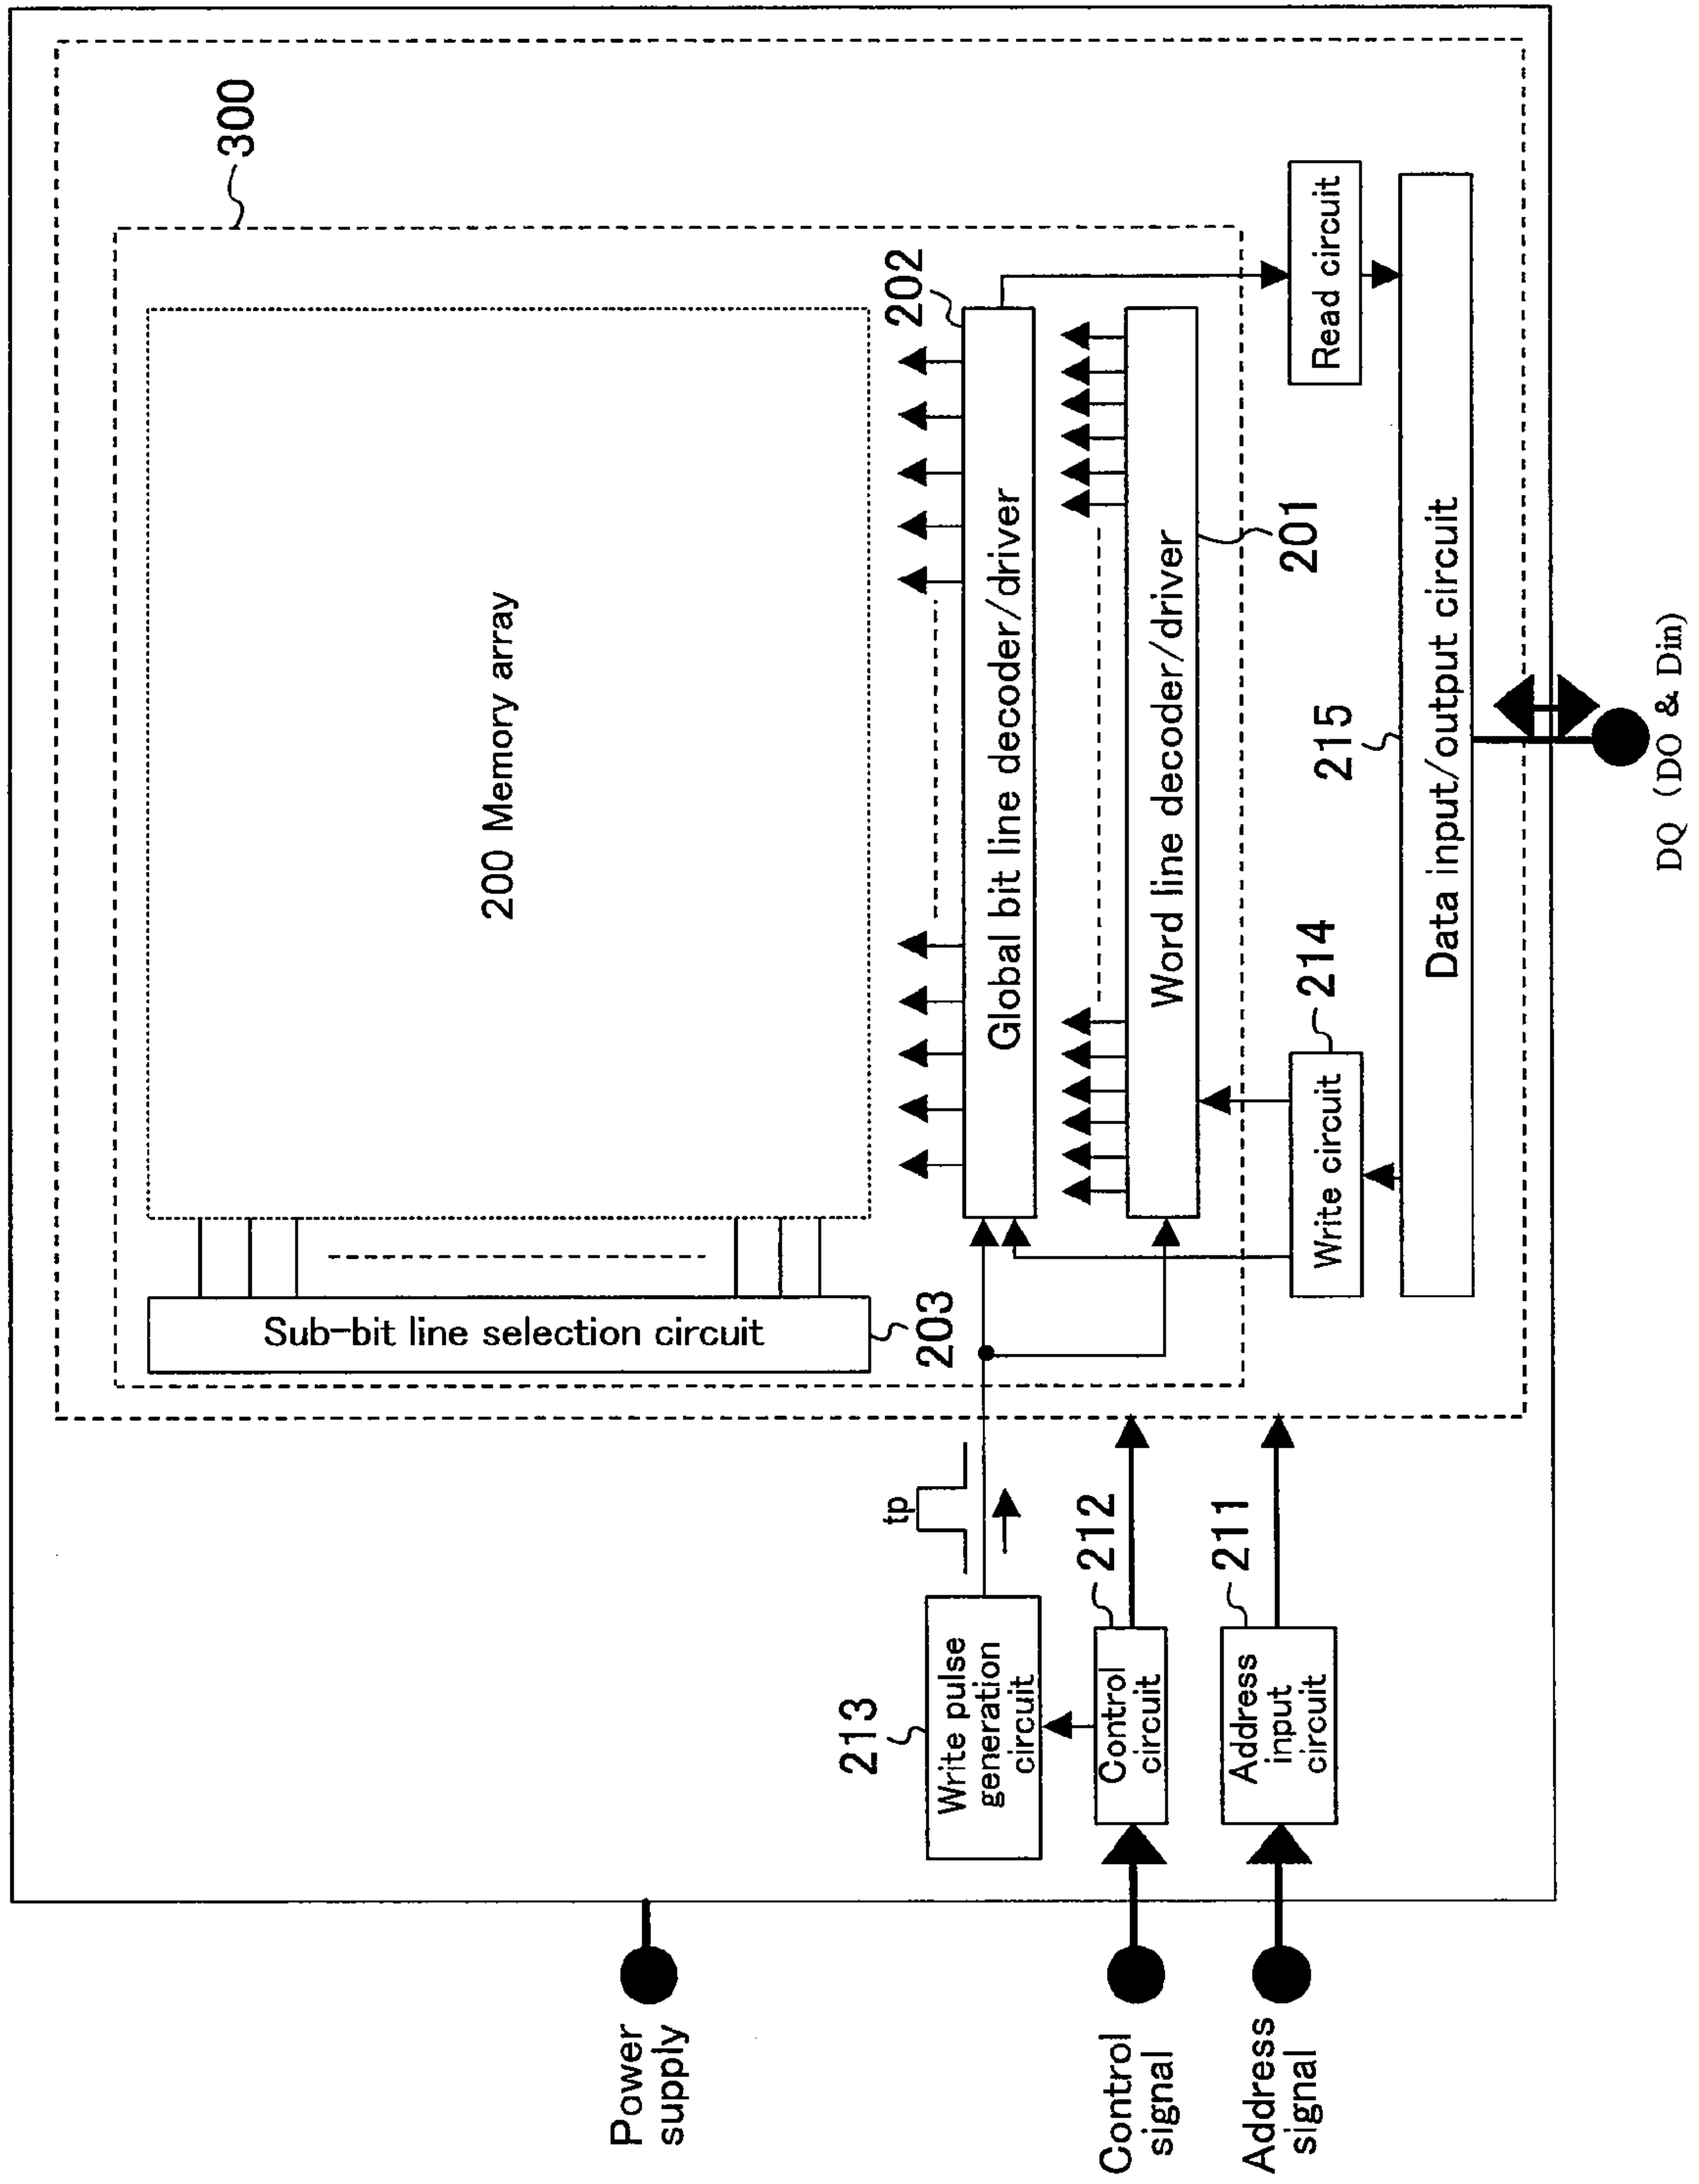 300
200 Memory array
202
Global bit line decoder/driver
Word line decoder/driver
201
Sub-bit line selection circuit
203
Read circuit
Write circuit
214
Data input/output circuit
215
DQ (DO & Din)
tp
213
Write pulse
generation
circuit
212
Control
circuit
211
Address
input
circuit
Power
supply
Control
signal
Address
signal